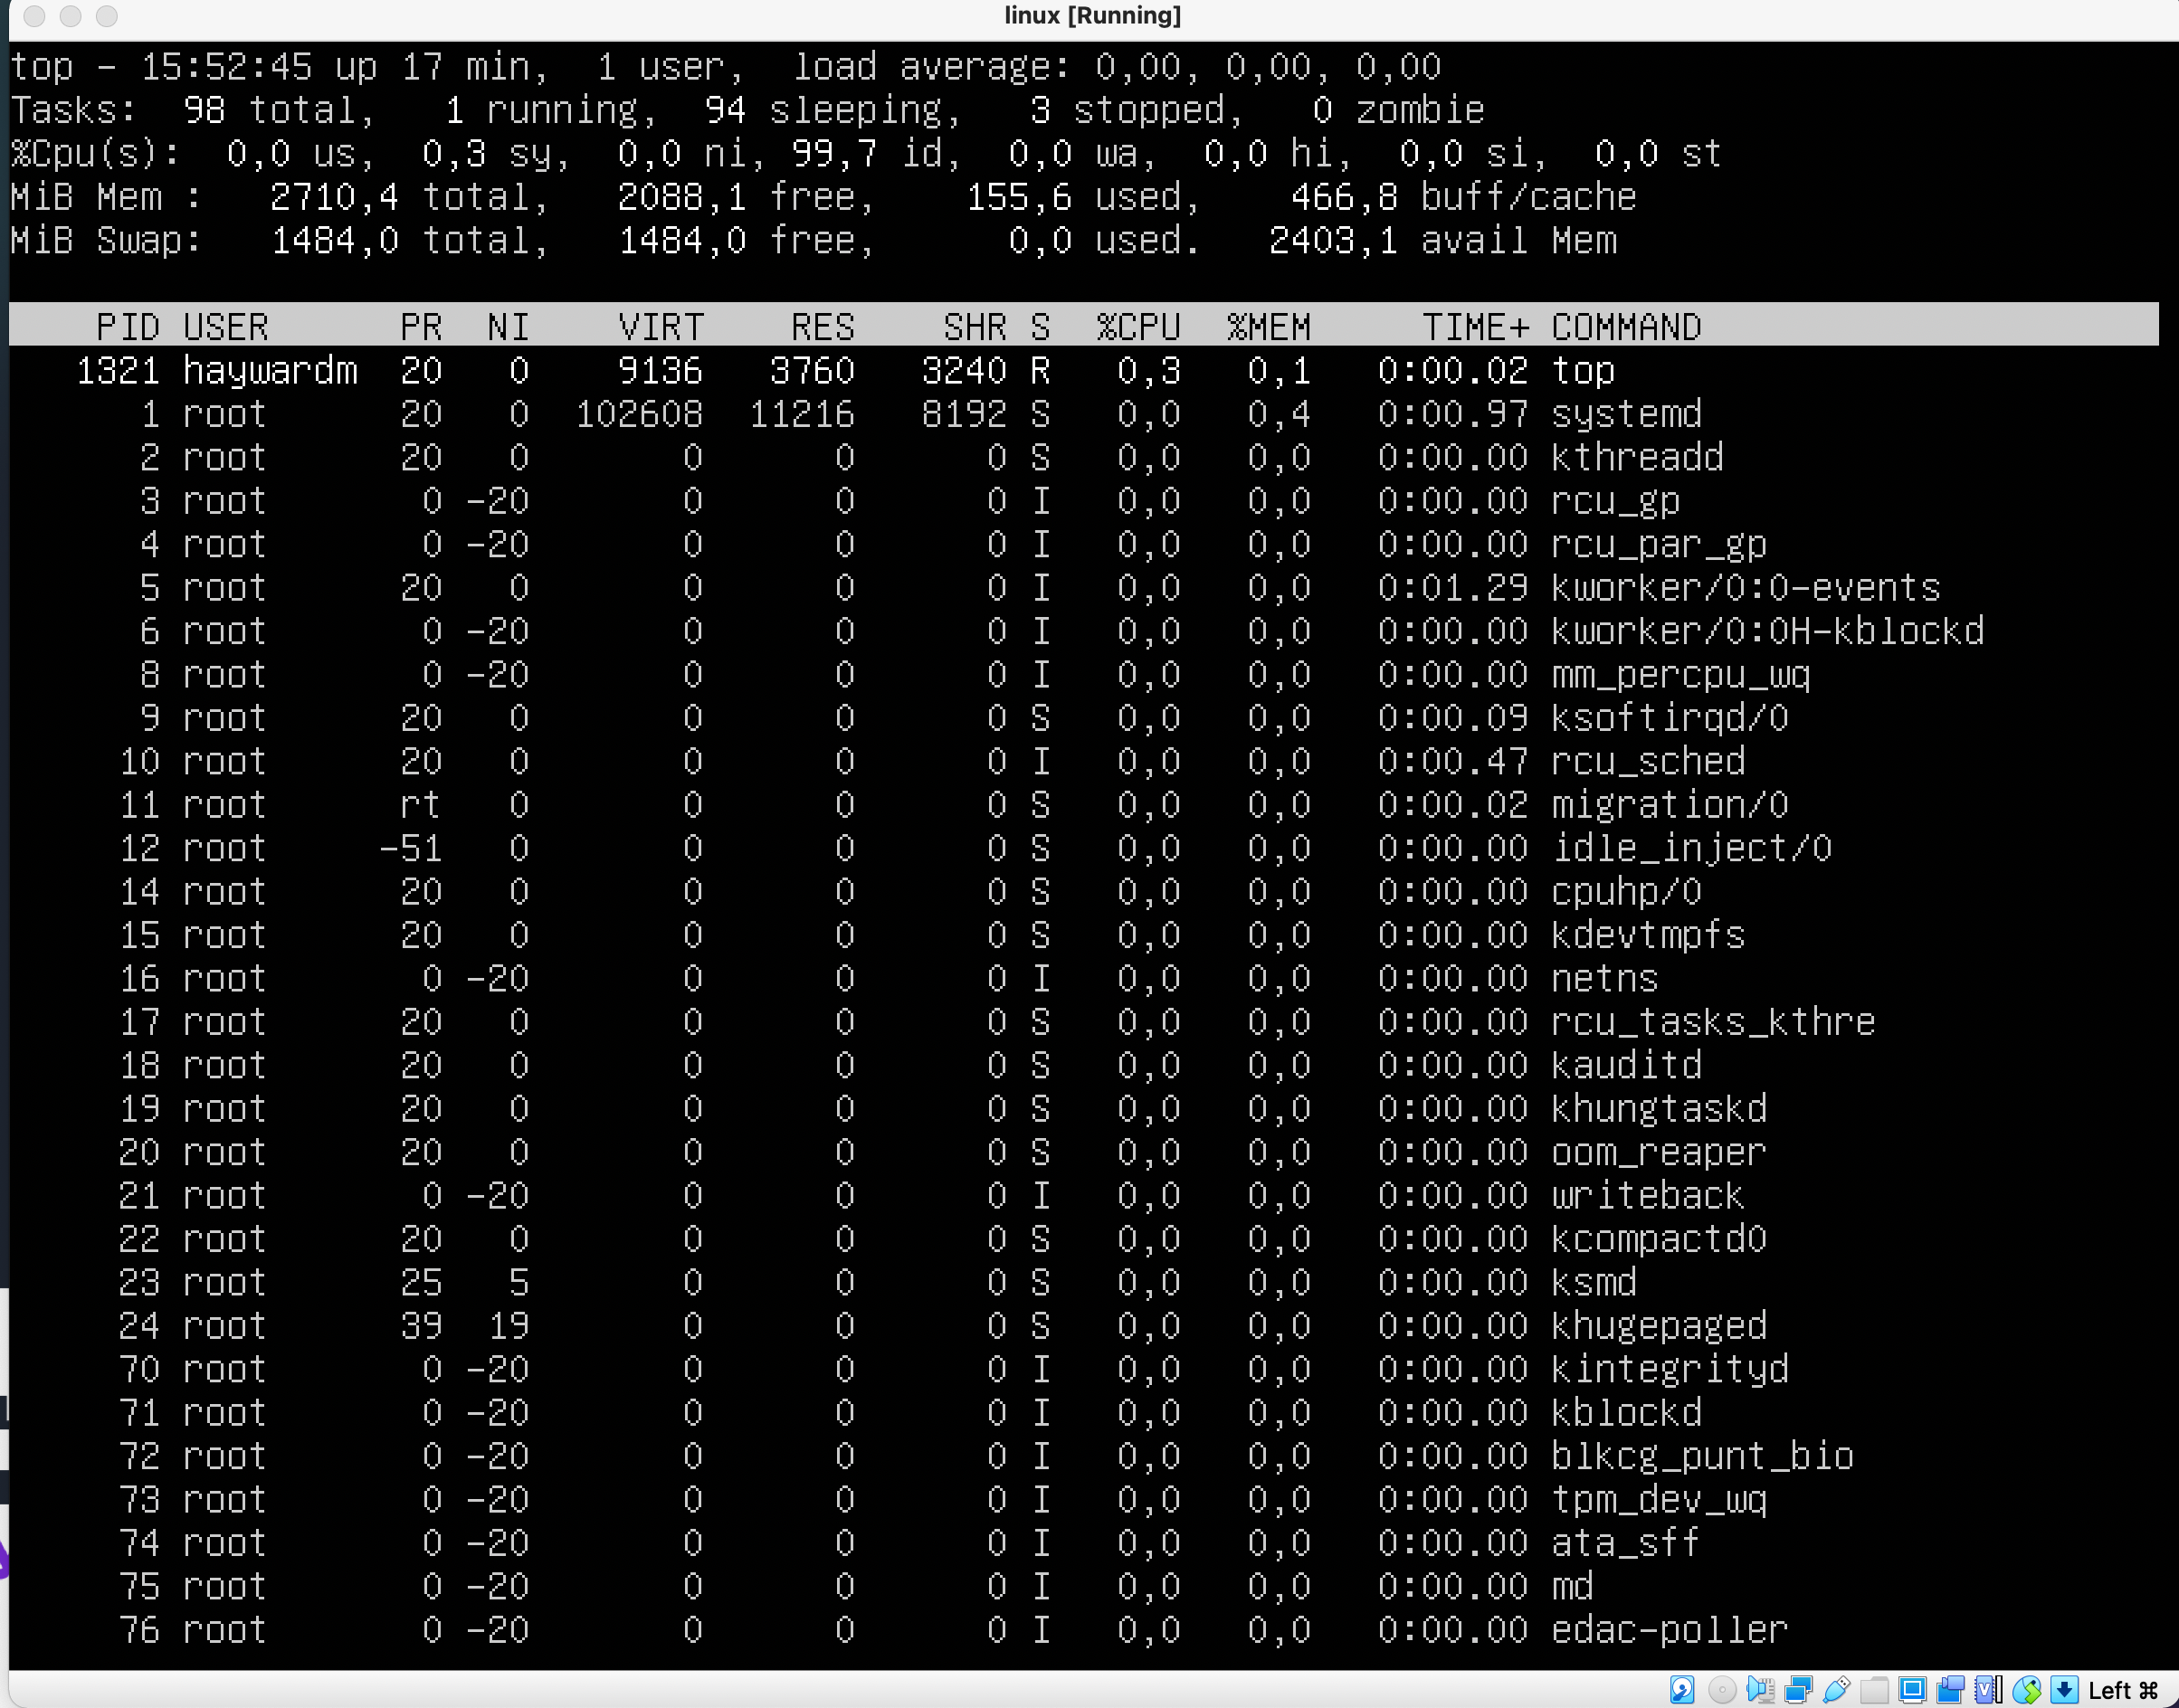 linux [Running]
top - 15:52:45 up 17 min,  1 user,  load average: 0,00, 0,00, 0,00
Tasks:  98 total,   1 running,  94 sleeping,   3 stopped,   0 zombie
%Cpu(s):  0,0 us,  0,3 sy,  0,0 ni, 99,7 id,  0,0 wa,  0,0 hi,  0,0 si,  0,0 st
MiB Mem :   2710,4 total,   2088,1 free,    155,6 used,    466,8 buff/cache
MiB Swap:   1484,0 total,   1484,0 free,      0,0 used.   2403,1 avail Mem
PID USER      PR  NI    VIRT    RES    SHR S  %CPU  %MEM     TIME+ COMMAND
1321 haywardm  20   0    9136   3760   3240 R   0,3   0,1   0:00.02 top
1 root      20   0  102608  11216   8192 S   0,0   0,4   0:00.97 systemd
2 root      20   0       0      0      0 S   0,0   0,0   0:00.00 kthreadd
3 root       0 -20       0      0      0 I   0,0   0,0   0:00.00 rcu_gp
4 root       0 -20       0      0      0 I   0,0   0,0   0:00.00 rcu_par_gp
5 root      20   0       0      0      0 I   0,0   0,0   0:01.29 kworker/0:0-events
6 root       0 -20       0      0      0 I   0,0   0,0   0:00.00 kworker/0:0H-kblockd
8 root       0 -20       0      0      0 I   0,0   0,0   0:00.00 mm_percpu_wq
9 root      20   0       0      0      0 S   0,0   0,0   0:00.09 ksoftirqd/0
10 root      20   0       0      0      0 I   0,0   0,0   0:00.47 rcu_sched
11 root      rt   0       0      0      0 S   0,0   0,0   0:00.02 migration/0
12 root     -51   0       0      0      0 S   0,0   0,0   0:00.00 idle_inject/0
14 root      20   0       0      0      0 S   0,0   0,0   0:00.00 cpuhp/0
15 root      20   0       0      0      0 S   0,0   0,0   0:00.00 kdevtmpfs
16 root       0 -20       0      0      0 I   0,0   0,0   0:00.00 netns
17 root      20   0       0      0      0 S   0,0   0,0   0:00.00 rcu_tasks_kthre
18 root      20   0       0      0      0 S   0,0   0,0   0:00.00 kauditd
19 root      20   0       0      0      0 S   0,0   0,0   0:00.00 khungtaskd
20 root      20   0       0      0      0 S   0,0   0,0   0:00.00 oom_reaper
21 root       0 -20       0      0      0 I   0,0   0,0   0:00.00 writeback
22 root      20   0       0      0      0 S   0,0   0,0   0:00.00 kcompactd0
23 root      25   5       0      0      0 S   0,0   0,0   0:00.00 ksmd
24 root      39  19       0      0      0 S   0,0   0,0   0:00.00 khugepaged
70 root       0 -20       0      0      0 I   0,0   0,0   0:00.00 kintegrityd
71 root       0 -20       0      0      0 I   0,0   0,0   0:00.00 kblockd
72 root       0 -20       0      0      0 I   0,0   0,0   0:00.00 blkcg_punt_bio
73 root       0 -20       0      0      0 I   0,0   0,0   0:00.00 tpm_dev_wq
74 root       0 -20       0      0      0 I   0,0   0,0   0:00.00 ata_sff
75 root       0 -20       0      0      0 I   0,0   0,0   0:00.00 md
76 root       0 -20       0      0      0 I   0,0   0,0   0:00.00 edac-poller
Left ⌘